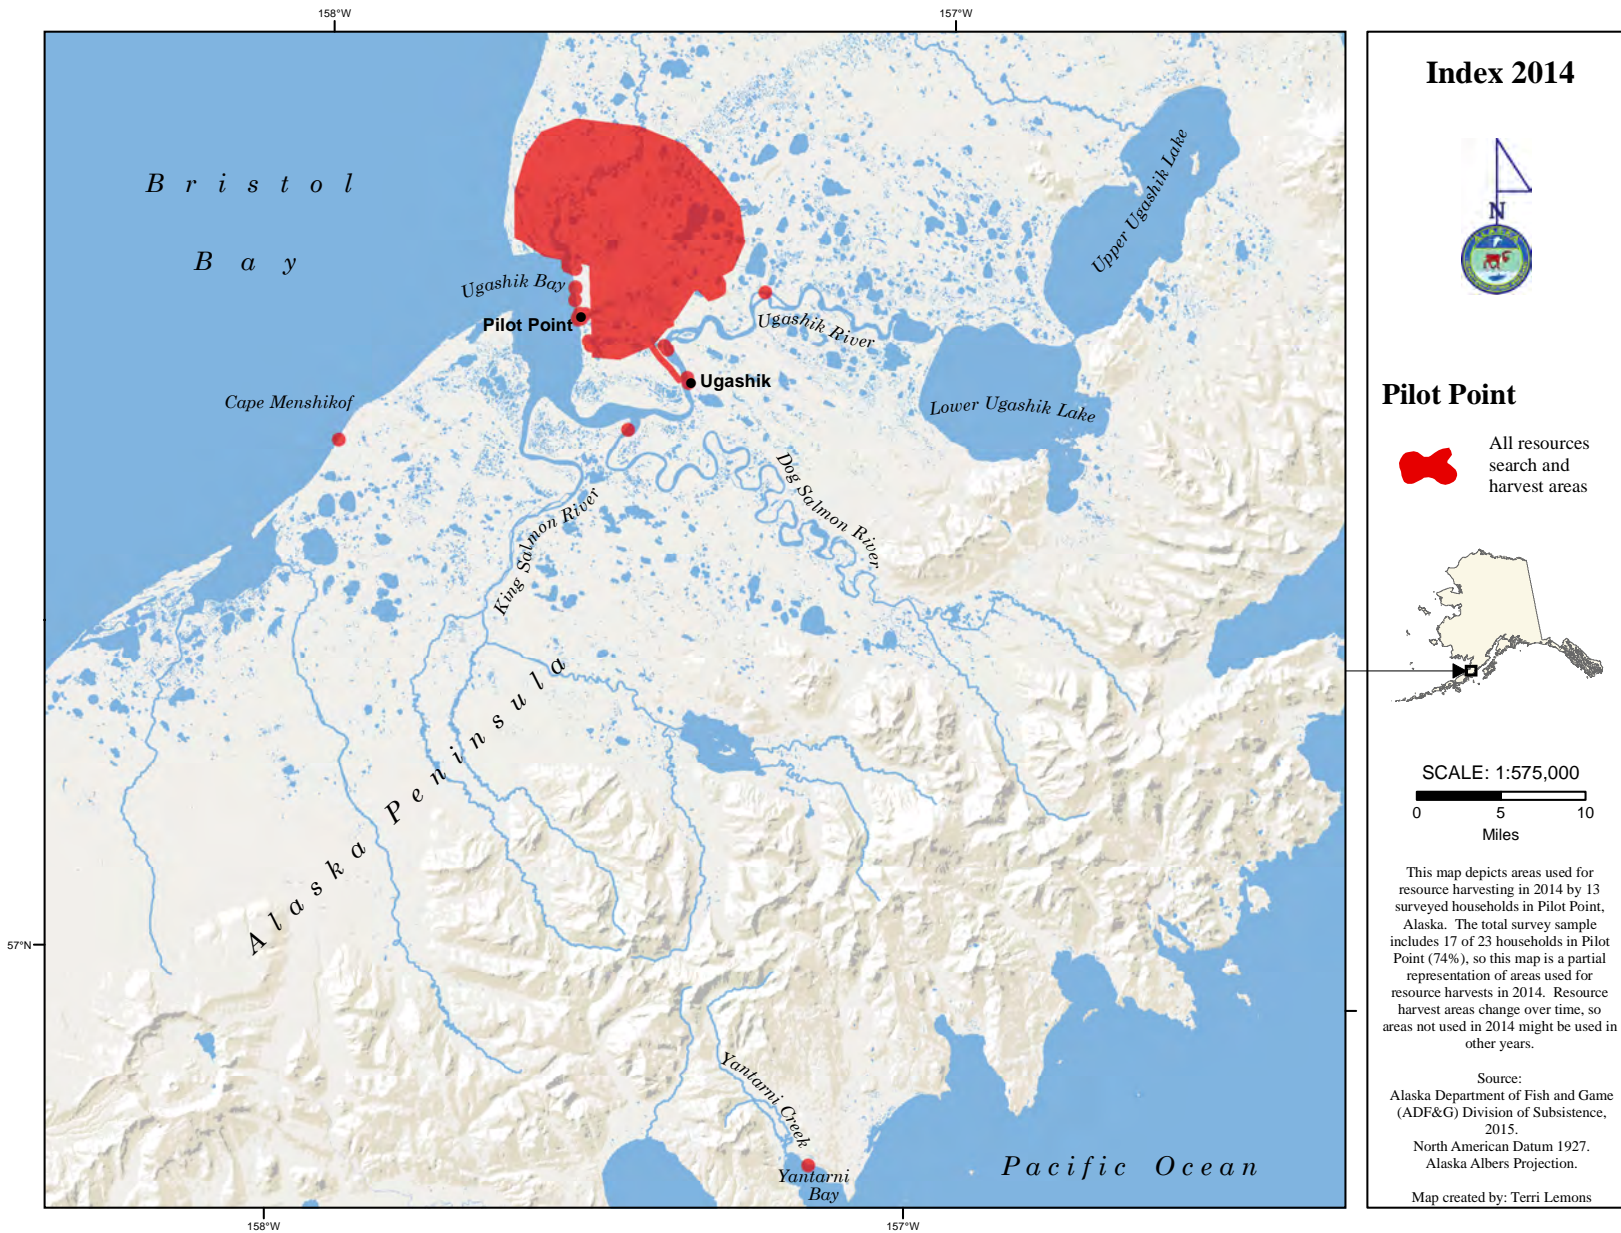 158°W
157°W
Bristol
Bay
Upper Ugashik Lake
Ugashik Bay
Pilot Point
Ugashik River
Ugashik
Cape Menshikof
Lower Ugashik Lake
Dog Salmon River
King Salmon River
Alaska Peninsula
57°N
Yantarni Creek
Yantarni
Bay
Pacific Ocean
158°W
157°W
Index 2014
N
ALASKA
Pilot Point
All resources
search and
harvest areas
SCALE: 1:575,000
0 5 10
Miles
This map depicts areas used for
resource harvesting in 2014 by 13
surveyed households in Pilot Point,
Alaska. The total survey sample
includes 17 of 23 households in Pilot
Point (74%), so this map is a partial
representation of areas used for
resource harvests in 2014. Resource
harvest areas change over time, so
areas not used in 2014 might be used in
other years.
Source:
Alaska Department of Fish and Game
(ADF&G) Division of Subsistence,
2015.
North American Datum 1927.
Alaska Albers Projection.
Map created by: Terri Lemons